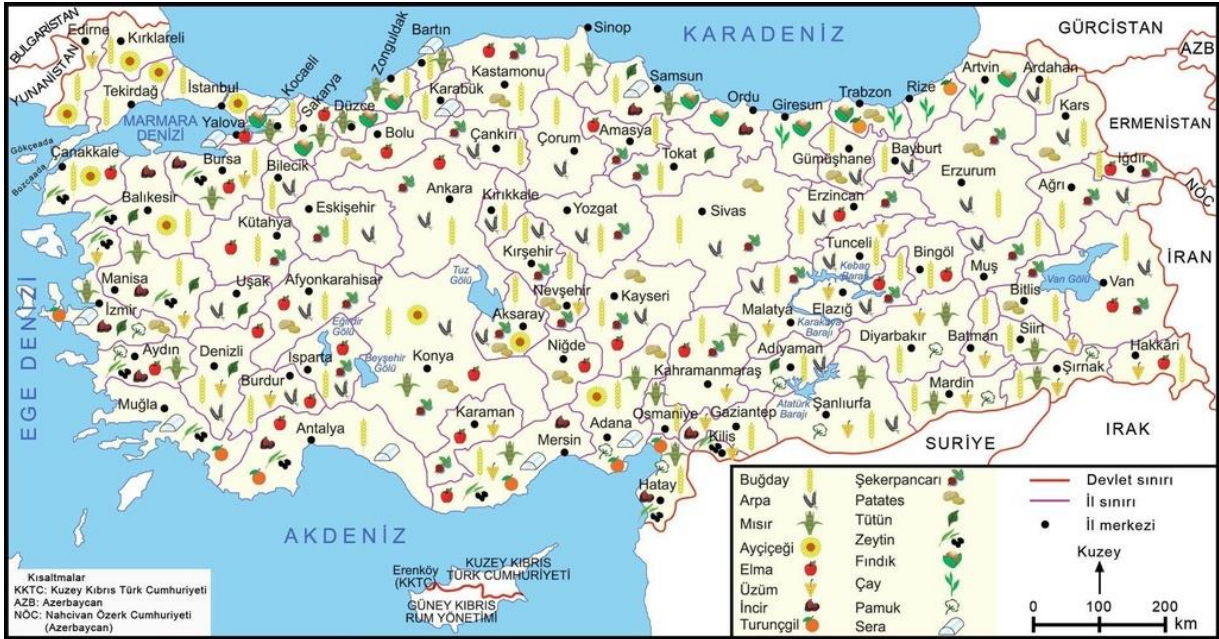 BULGARİSTAN
YUNANİSTAN
KARADENİZ
GÜRCİSTAN
AZB
ERMENİSTAN
NÖC
İRAN
IRAK
SURİYE
AKDENİZ
EGE DENİZİ
MARMARA
DENİZİ
Gökçeada
Bozcaada
Edirne
Kırklareli
Tekirdağ
İstanbul
Yalova
Kocaeli
Sakarya
Düzce
Zonguldak
Bartın
Karabük
Kastamonu
Sinop
Samsun
Ordu
Giresun
Trabzon
Rize
Artvin
Ardahan
Kars
Iğdır
Çanakkale
Bursa
Bilecik
Bolu
Çankırı
Çorum
Amasya
Tokat
Gümüşhane
Bayburt
Erzurum
Ağrı
Balıkesir
Kütahya
Eskişehir
Ankara
Kırıkkale
Yozgat
Sivas
Erzincan
Tunceli
Bingöl
Muş
Manisa
Uşak
Afyonkarahisar
Kırşehir
Nevşehir
Kayseri
Malatya
Elazığ
Bitlis
Van
Van Gölü
Tuz
Gölü
Keban
Barajı
Karakaya
Barajı
Atatürk
Barajı
Eğirdir
Gölü
Beyşehir
Gölü
İzmir
Aydın
Denizli
Isparta
Burdur
Konya
Aksaray
Niğde
Kahramanmaraş
Adıyaman
Diyarbakır
Batman
Siirt
Şırnak
Hakkâri
Mardin
Şanlıurfa
Muğla
Antalya
Karaman
Mersin
Adana
Osmaniye
Gaziantep
Kilis
Hatay
Erenköy
(KKTC)
KUZEY KIBRIS
TÜRK CUMHURİYETİ
GÜNEY KIBRIS
RUM YÖNETİMİ
Kısaltmalar
KKTC: Kuzey Kıbrıs Türk Cumhuriyeti
AZB: Azerbaycan
NÖC: Nahcivan Özerk Cumhuriyeti
(Azerbaycan)
Buğday
Arpa
Mısır
Ayçiçeği
Elma
Üzüm
İncir
Turunçgil
Şekerpancarı
Patates
Tütün
Zeytin
Fındık
Çay
Pamuk
Sera
Devlet sınırı
İl sınırı
İl merkezi
Kuzey
0 100 200
km